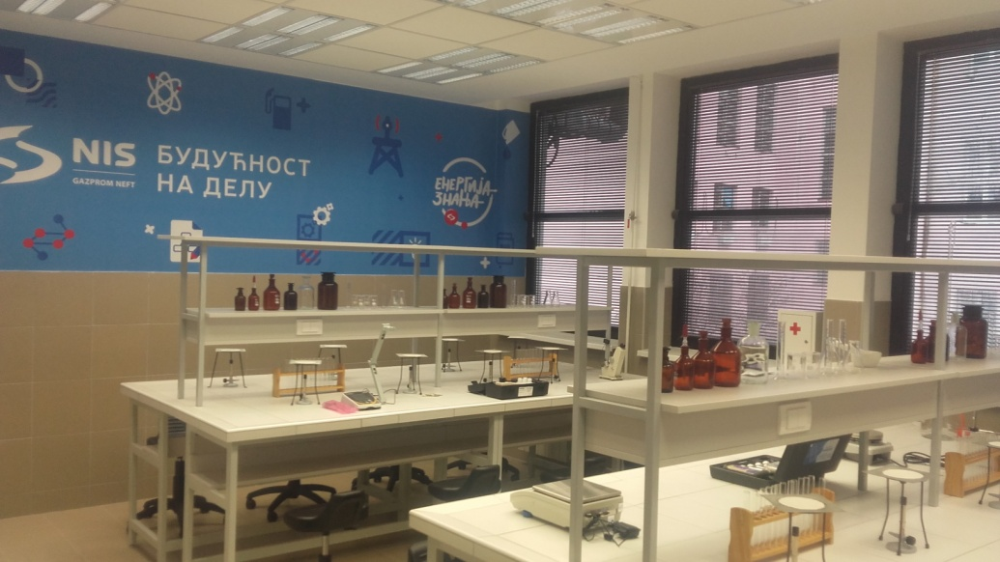 NIS
GAZPROM NEFT
БУДУЋНОСТ
НА ДЕЛУ
ЕНЕРГИЈА
ЗНАЊА